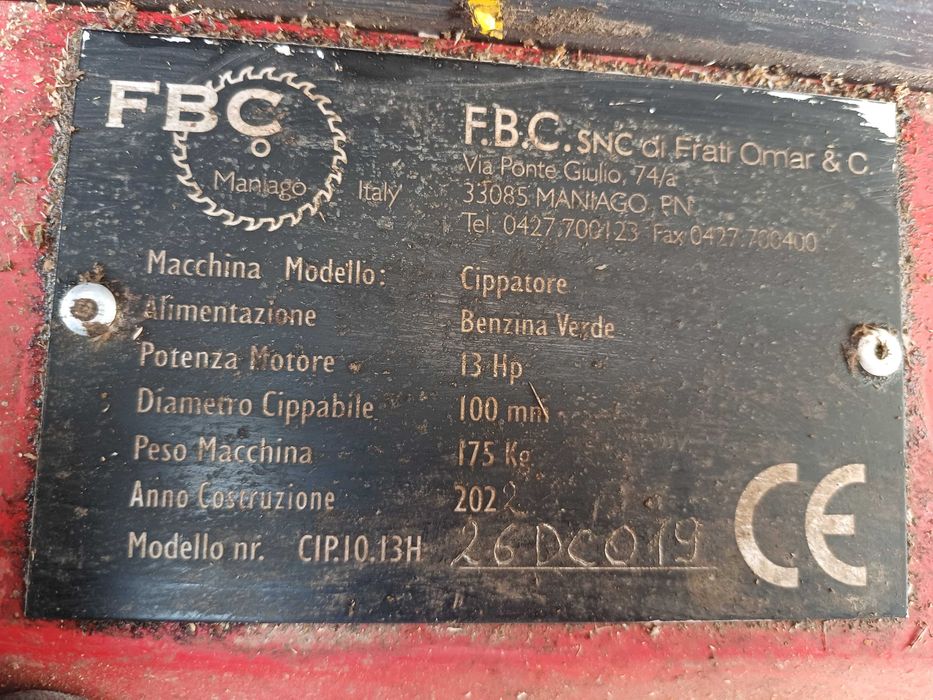 FBC
Maniago Italy
F.B.C. SNC di Frati Omar & C.
Via Ponte Giulio, 74/a
33085 MANIAGO PN
Tel. 0427.700123 Fax 0427.700400
Macchina Modello: Cippatore
Alimentazione Benzina Verde
Potenza Motore 13 Hp
Diametro Cippabile 100 mm
Peso Macchina 175 Kg
Anno Costruzione 2022
Modello nr. CIP.10.13H 26DC019
CE